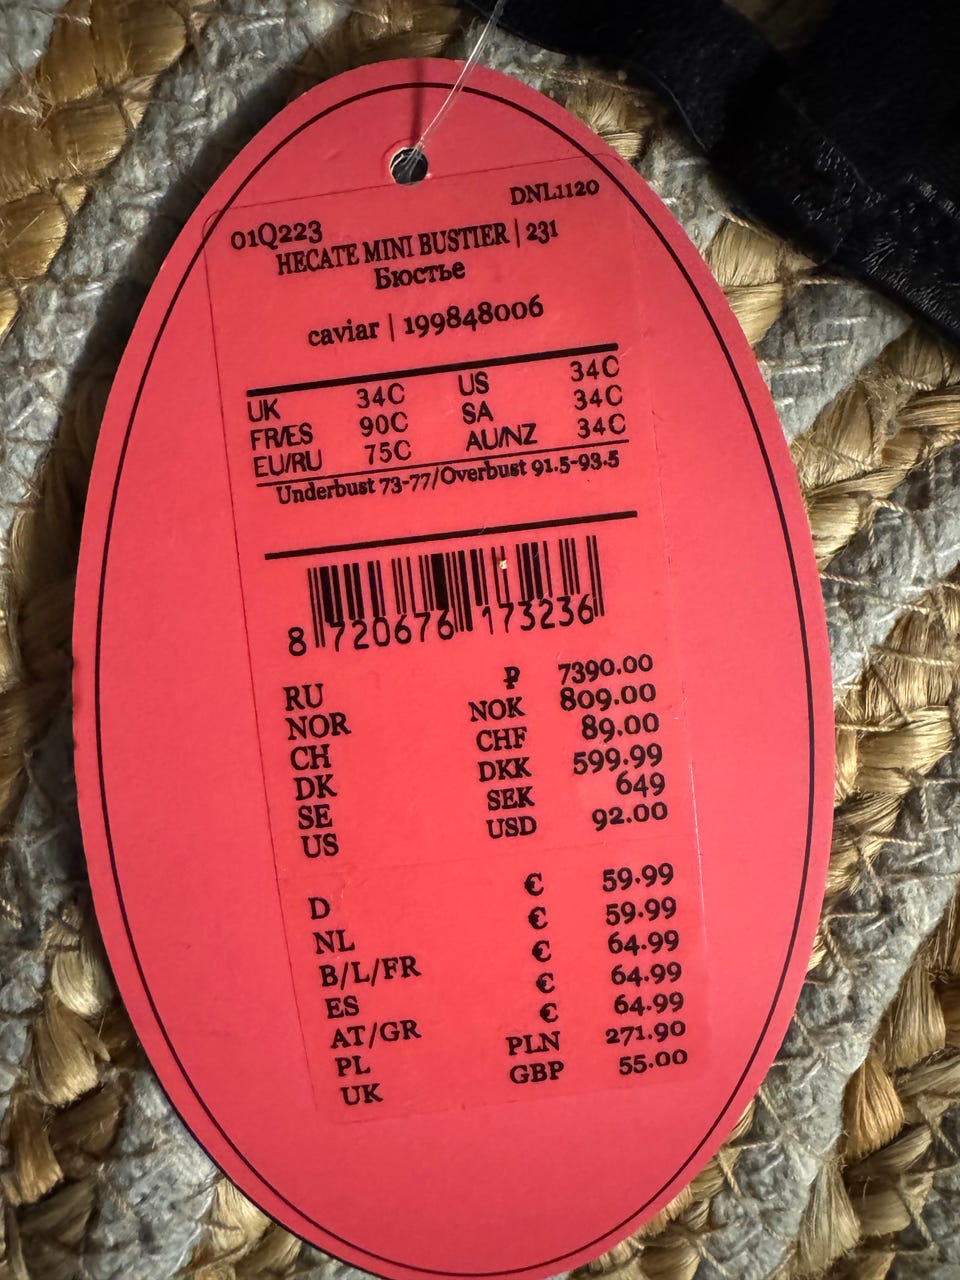 DNL1120
01Q223
HECATE MINI BUSTIER | 231
Бюстье
caviar | 199848006
UK 34C US 34C
FR/ES 90C SA 34C
EU/RU 75C AU/NZ 34C
Underbust 73-77/Overbust 91.5-93.5
8 720676 173236
RU ₽ 7390.00
NOR NOK 809.00
CH CHF 89.00
DK DKK 599.99
SE SEK 649
US USD 92.00
D € 59.99
NL € 59.99
B/L/FR € 64.99
ES € 64.99
AT/GR € 64.99
PL PLN 271.90
UK GBP 55.00